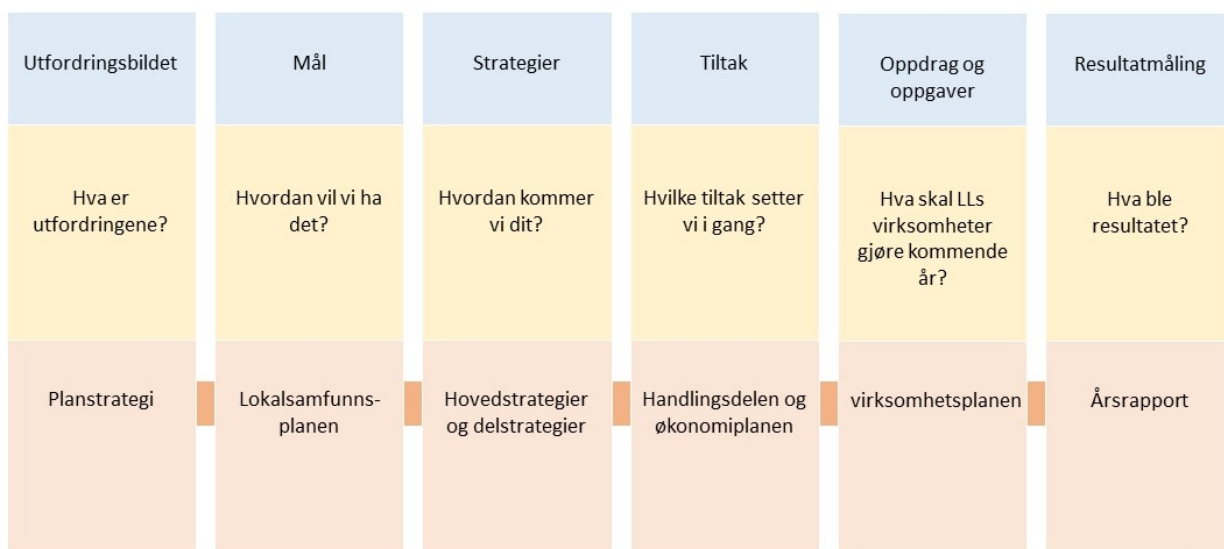 Utfordringsbildet
Mål
Strategier
Tiltak
Oppdrag og
oppgaver
Resultatmåling
Hva er
utfordringene?
Hvordan vil vi ha
det?
Hvordan kommer
vi dit?
Hvilke tiltak setter
vi i gang?
Hva skal LLs
virksomheter
gjøre kommende
år?
Hva ble
resultatet?
Planstrategi
Lokalsamfunns-
planen
Hovedstrategier
og delstrategier
Handlingsdelen og
økonomiplanen
virksomhetsplanen
Årsrapport